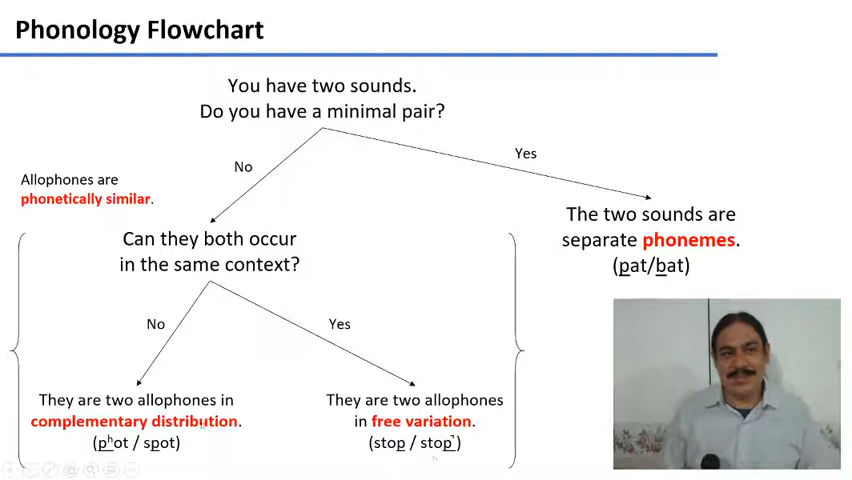 Phonology Flowchart
You have two sounds.
Do you have a minimal pair?
No
Yes
Allophones are
phonetically similar.
The two sounds are
separate phonemes.
(pat/bat)
Can they both occur
in the same context?
No
Yes
They are two allophones in
complementary distribution.
(pʰot / spot)
They are two allophones
in free variation.
(stop / stop̚)